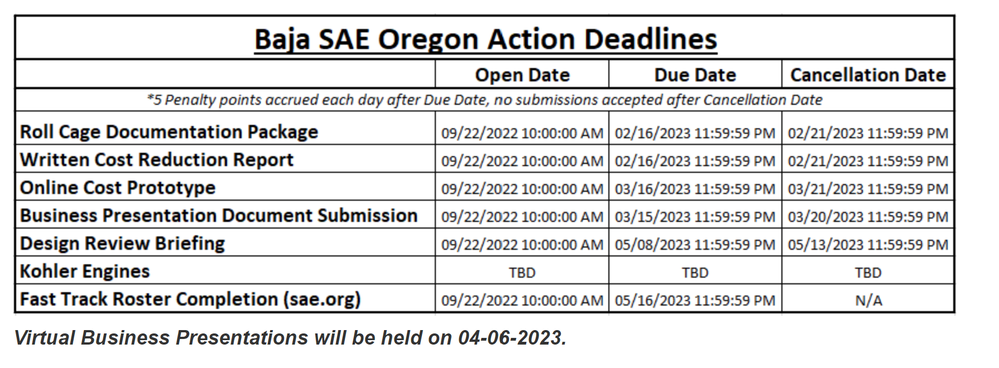 Baja SAE Oregon Action Deadlines
Open Date Due Date Cancellation Date
*5 Penalty points accrued each day after Due Date, no submissions accepted after Cancellation Date
Roll Cage Documentation Package 09/22/2022 10:00:00 AM 02/16/2023 11:59:59 PM 02/21/2023 11:59:59 PM
Written Cost Reduction Report 09/22/2022 10:00:00 AM 02/16/2023 11:59:59 PM 02/21/2023 11:59:59 PM
Online Cost Prototype 09/22/2022 10:00:00 AM 03/16/2023 11:59:59 PM 03/21/2023 11:59:59 PM
Business Presentation Document Submission 09/22/2022 10:00:00 AM 03/15/2023 11:59:59 PM 03/20/2023 11:59:59 PM
Design Review Briefing 09/22/2022 10:00:00 AM 05/08/2023 11:59:59 PM 05/13/2023 11:59:59 PM
Kohler Engines TBD TBD TBD
Fast Track Roster Completion (sae.org) 09/22/2022 10:00:00 AM 05/16/2023 11:59:59 PM N/A
Virtual Business Presentations will be held on 04-06-2023.